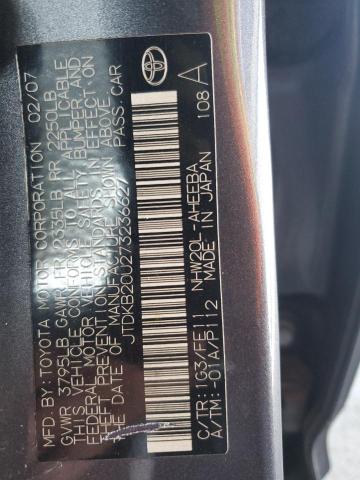 MFD.BY:TOYOTA MOTOR CORPORATION 02/07
GVWR 3795LB GAWR FR 2335LB RR 2250LB
THIS VEHICLE CONFORMS TO ALL APPLICABLE
FEDERAL MOTOR VEHICLE SAFETY, BUMPER, AND
THEFT PREVENTION STANDARDS IN EFFECT ON
THE DATE OF MANUFACTURE SHOWN ABOVE.
JTDKB20U273236627 PASS.CAR
TOYOTA
C/TR:1G3/FE11 NHW20L-AHEEBA
A/TM:-01A/P112 MADE IN JAPAN 108 A